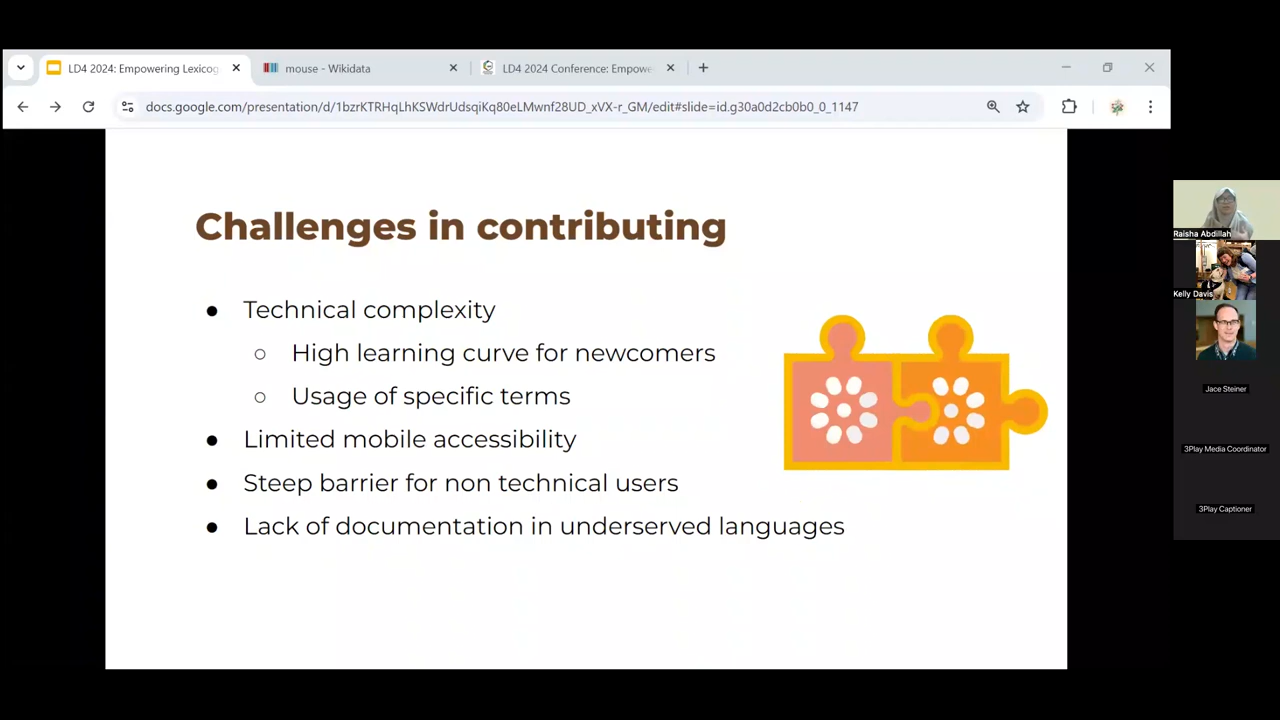 LD4 2024: Empowering Lexicog
mouse - Wikidata
LD4 2024 Conference: Empowe
docs.google.com/presentation/d/1bzrKTRHqLhKSWdrUdsqiKq80eLMwnf28UD_xVX-r_GM/edit#slide=id.g30a0d2cb0b0_0_1147
Challenges in contributing
● Technical complexity
○ High learning curve for newcomers
○ Usage of specific terms
● Limited mobile accessibility
● Steep barrier for non technical users
● Lack of documentation in underserved languages
Raisha Abdillah
Kelly Davis
Jace Steiner
3Play Media Coordinator
3Play Captioner